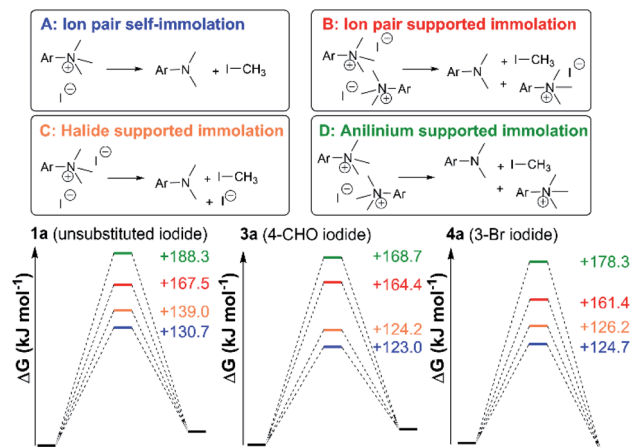 A: Ion pair self-immolation
Ar-N ⊕ I ⊖ → Ar-N + I-CH3
B: Ion pair supported immolation
Ar-N ⊕ I ⊖ I ⊖ N-Ar ⊕ → Ar-N + I-CH3 + Ar-N ⊕ I ⊖
C: Halide supported immolation
Ar-N ⊕ I ⊖ I ⊖ → Ar-N + I-CH3 + I ⊖
D: Anilinium supported immolation
Ar-N ⊕ I ⊖ N-Ar ⊕ → Ar-N + I-CH3 + Ar-N ⊕
1a (unsubstituted iodide)
ΔG (kJ mol-1)
+188.3
+167.5
+139.0
+130.7
3a (4-CHO iodide)
ΔG (kJ mol-1)
+168.7
+164.4
+124.2
+123.0
4a (3-Br iodide)
ΔG (kJ mol-1)
+178.3
+161.4
+126.2
+124.7